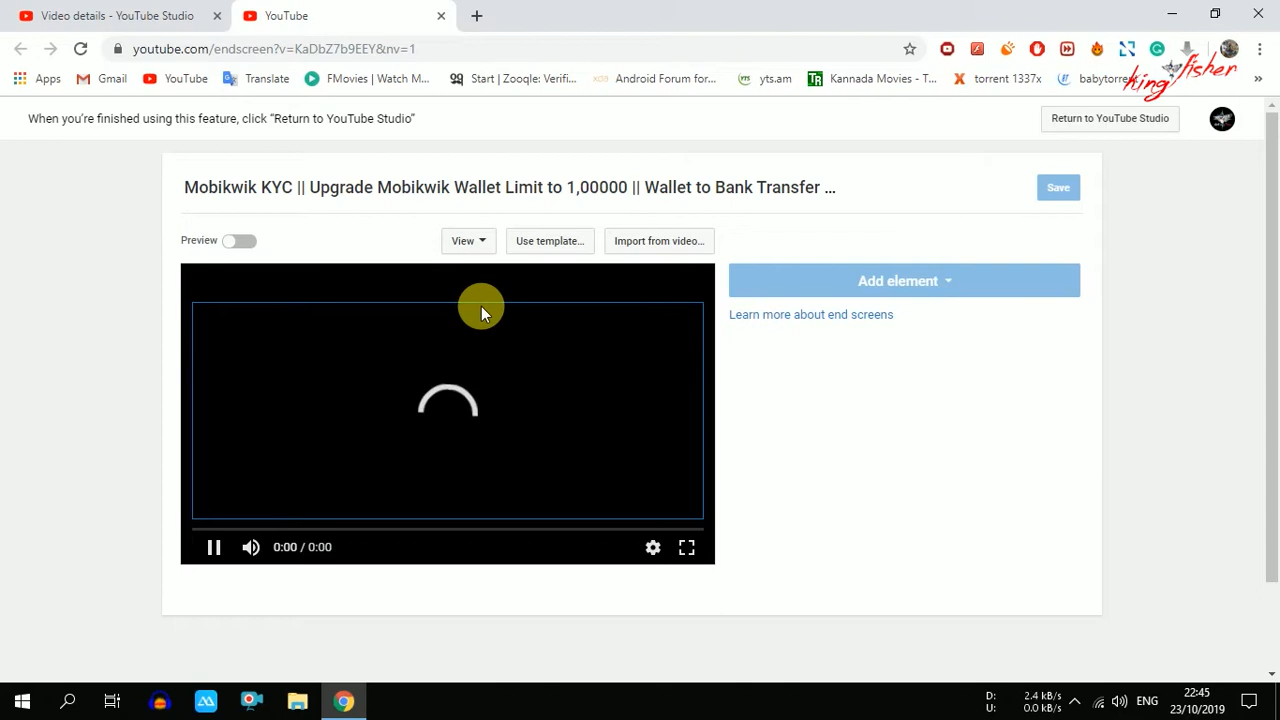 Video details - YouTube Studio
YouTube
youtube.com/endscreen?v=KaDbZ7b9EEY&nv=1
Apps
Gmail
YouTube
Translate
FMovies | Watch M...
Start | Zooqle: Verifi...
Android Forum for...
yts.am
Kannada Movies - T...
torrent 1337x
babytorre
king fisher
When you're finished using this feature, click "Return to YouTube Studio"
Return to YouTube Studio
Mobikwik KYC || Upgrade Mobikwik Wallet Limit to 1,00000 || Wallet to Bank Transfer ...
Save
Preview
View
Use template...
Import from video...
Add element
Learn more about end screens
0:00 / 0:00
D: 2.4 kB/s
U: 0.0 kB/s
ENG
22:45
23/10/2019